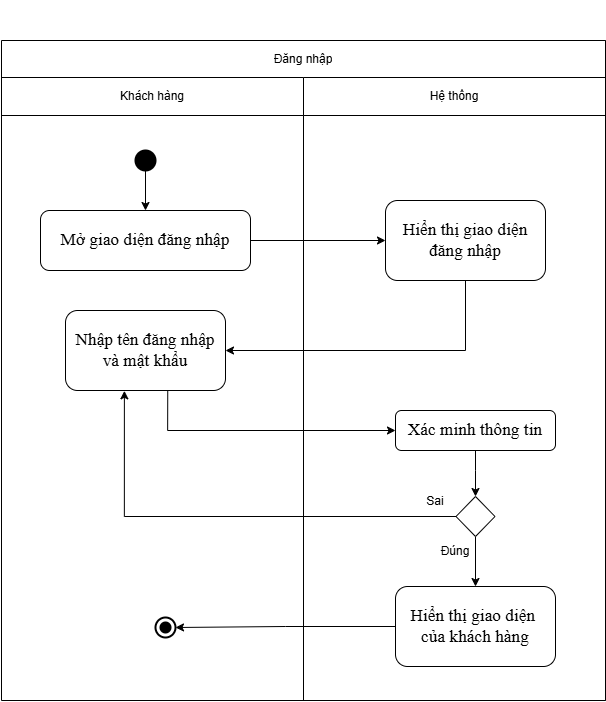 Đăng nhập
Khách hàng
Hệ thông
Mở giao diện đăng nhập
Hiển thị giao diện
đăng nhập
Nhập tên đăng nhập
và mật khẩu
Xác minh thông tin
Sai
Đúng
Hiển thị giao diện
của khách hàng